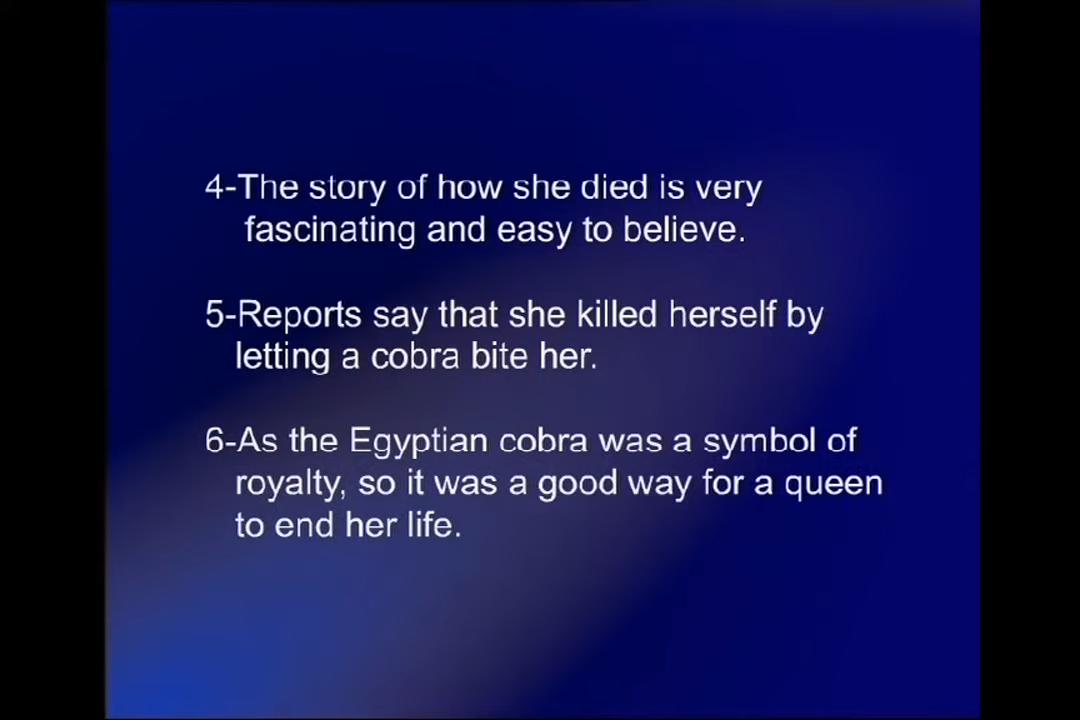 4-The story of how she died is very
fascinating and easy to believe.
5-Reports say that she killed herself by
letting a cobra bite her.
6-As the Egyptian cobra was a symbol of
royalty, so it was a good way for a queen
to end her life.